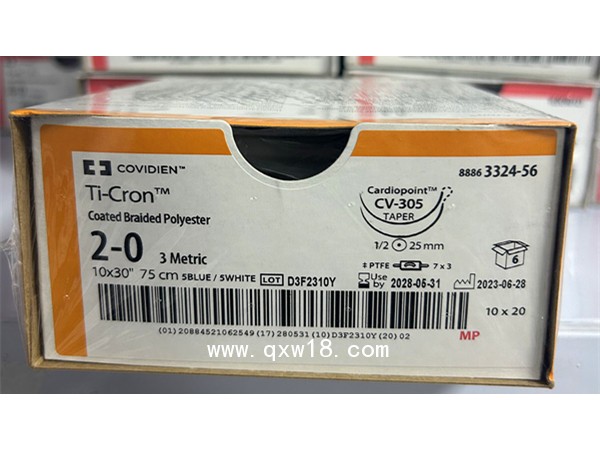 COVIDIEN™
8886 3324-56
Ti-Cron™
Coated Braided Polyester
Cardiopoint™
CV-305
TAPER
2-0 3 Metric
1/2 25 mm
6
‡ PTFE 7 x 3
10x30" 75 cm 5BLUE / 5WHITE LOT D3F2310Y
Use by 2028-05-31 2023-06-28
10 x 20
(01) 20884521062549 (17) 280531 (10) D3F2310Y (20) 02
MP
www.qxw18.com